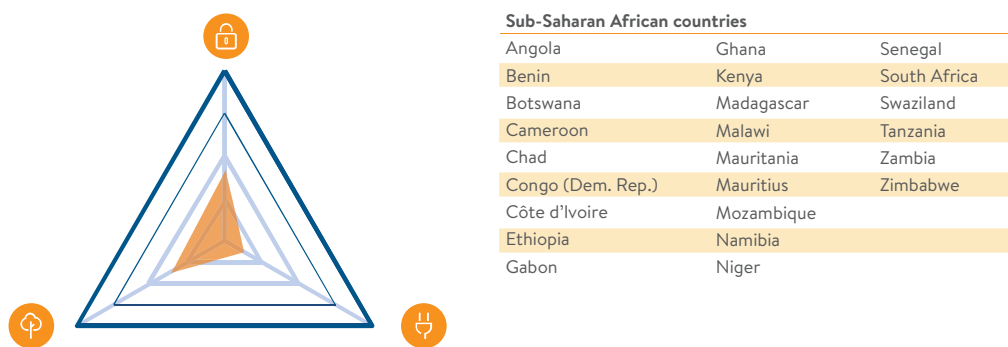 Sub-Saharan African countries
Angola Ghana Senegal
Benin Kenya South Africa
Botswana Madagascar Swaziland
Cameroon Malawi Tanzania
Chad Mauritania Zambia
Congo (Dem. Rep.) Mauritius Zimbabwe
Côte d'Ivoire Mozambique
Ethiopia Namibia
Gabon Niger